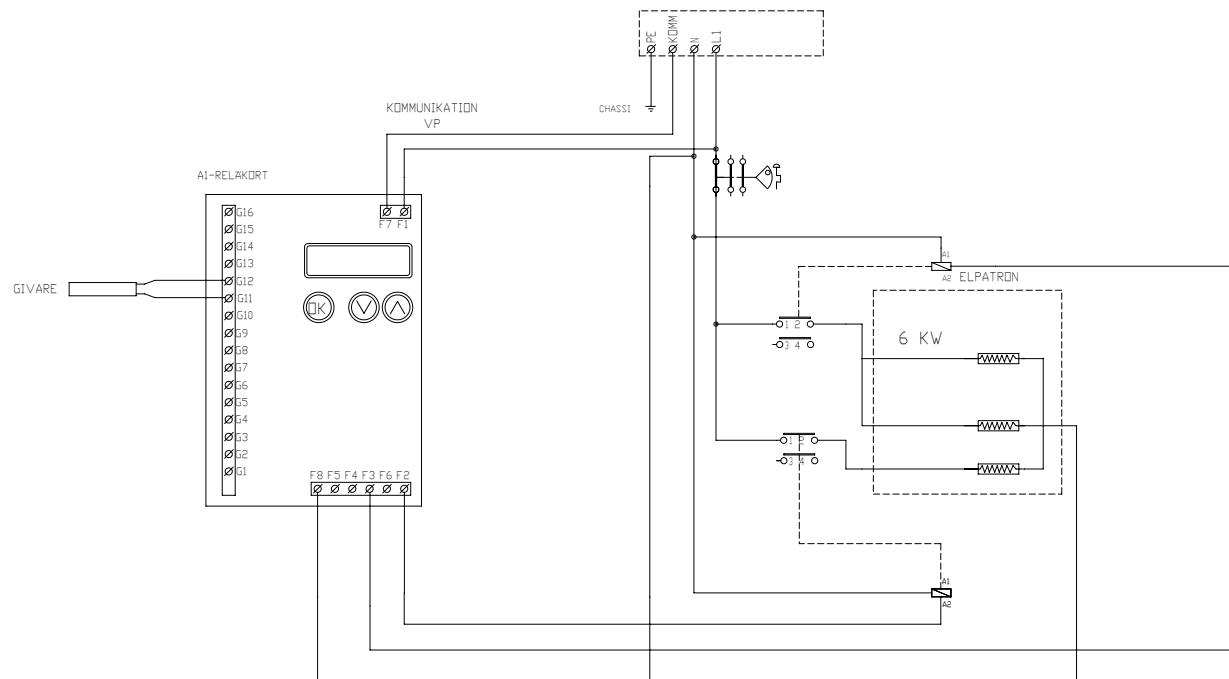 PE KOMM N L1
CHASSI
KOMMUNIKATION
VP
A1-RELÄKORT
F7 F1
G16
G15
G14
G13
G12
G11
G10
G9
G8
G7
G6
G5
G4
G3
G2
G1
GIVARE
OK
F8 F5 F4 F3 F6 F2
A1
A2
ELPATRON
1 2
3 4
6 KW
1 2
3 4
A1
A2